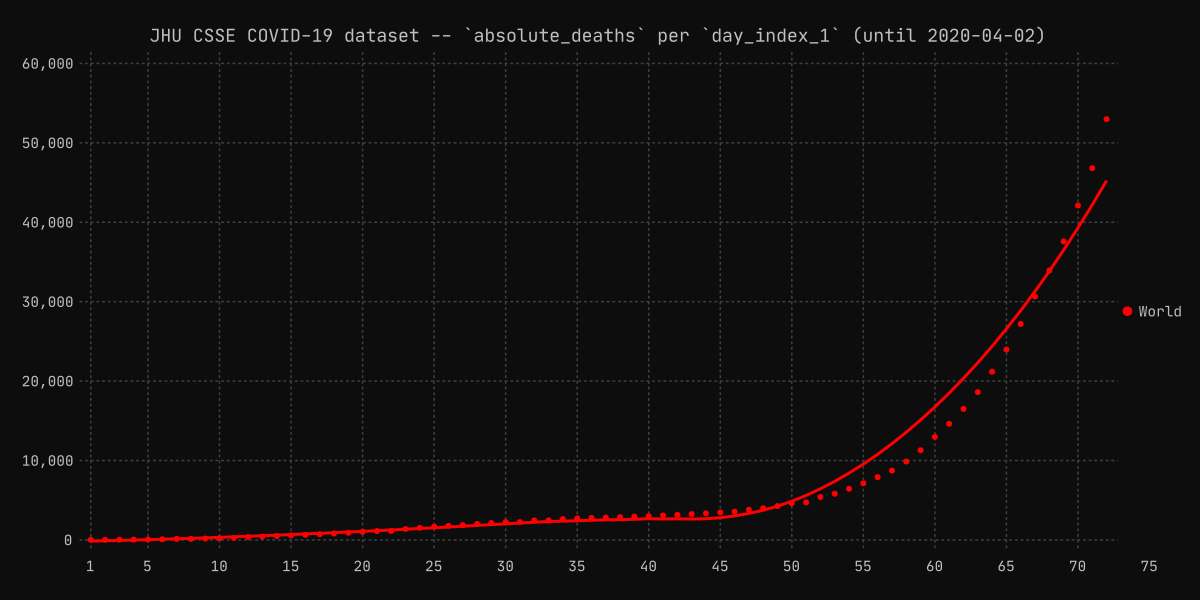 JHU CSSE COVID-19 dataset -- `absolute_deaths` per `day_index_1` (until 2020-04-02)
60,000
50,000
40,000
30,000
20,000
10,000
0
World
1 5 10 15 20 25 30 35 40 45 50 55 60 65 70 75